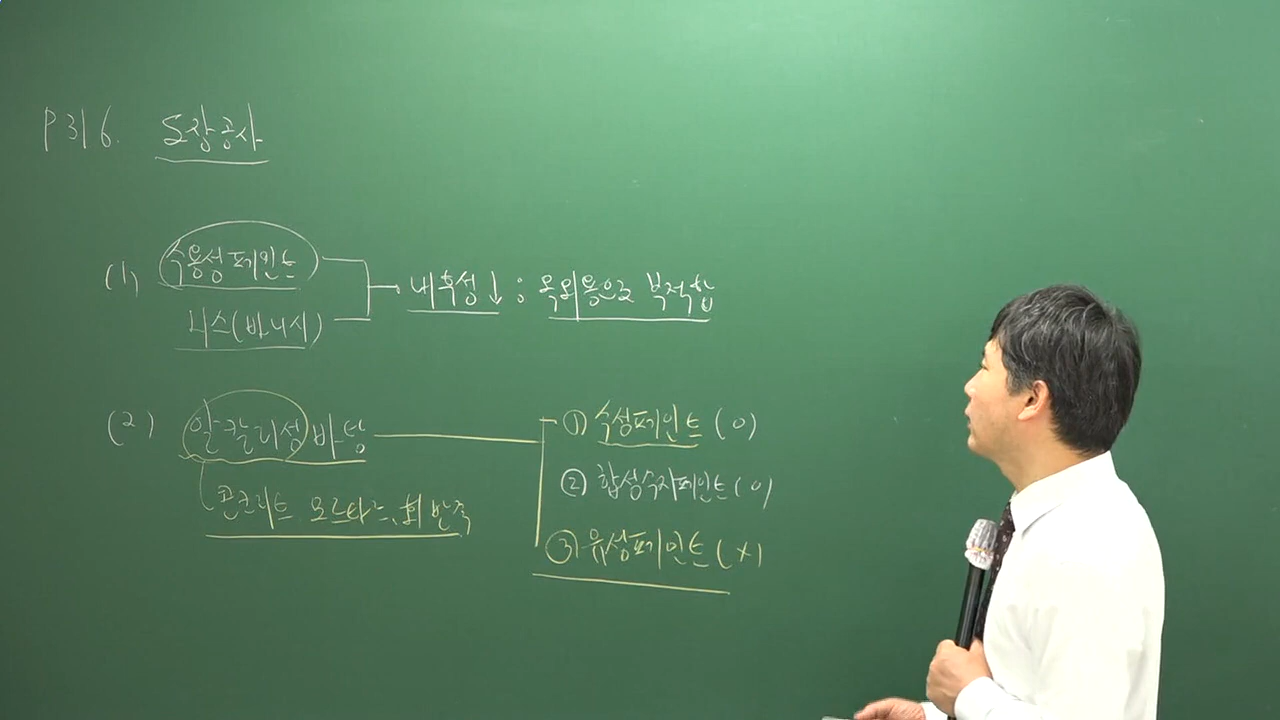 P 316. 도장공사
(1) 수용성페인트
니스(바니시)
내후성↓ : 옥외용으로 부적합
(2) 알칼리성 바탕
콘크리트 모르타르, 회반죽
① 수성페인트 (o)
② 합성수지페인트 (o)
③ 유성페인트 (x)